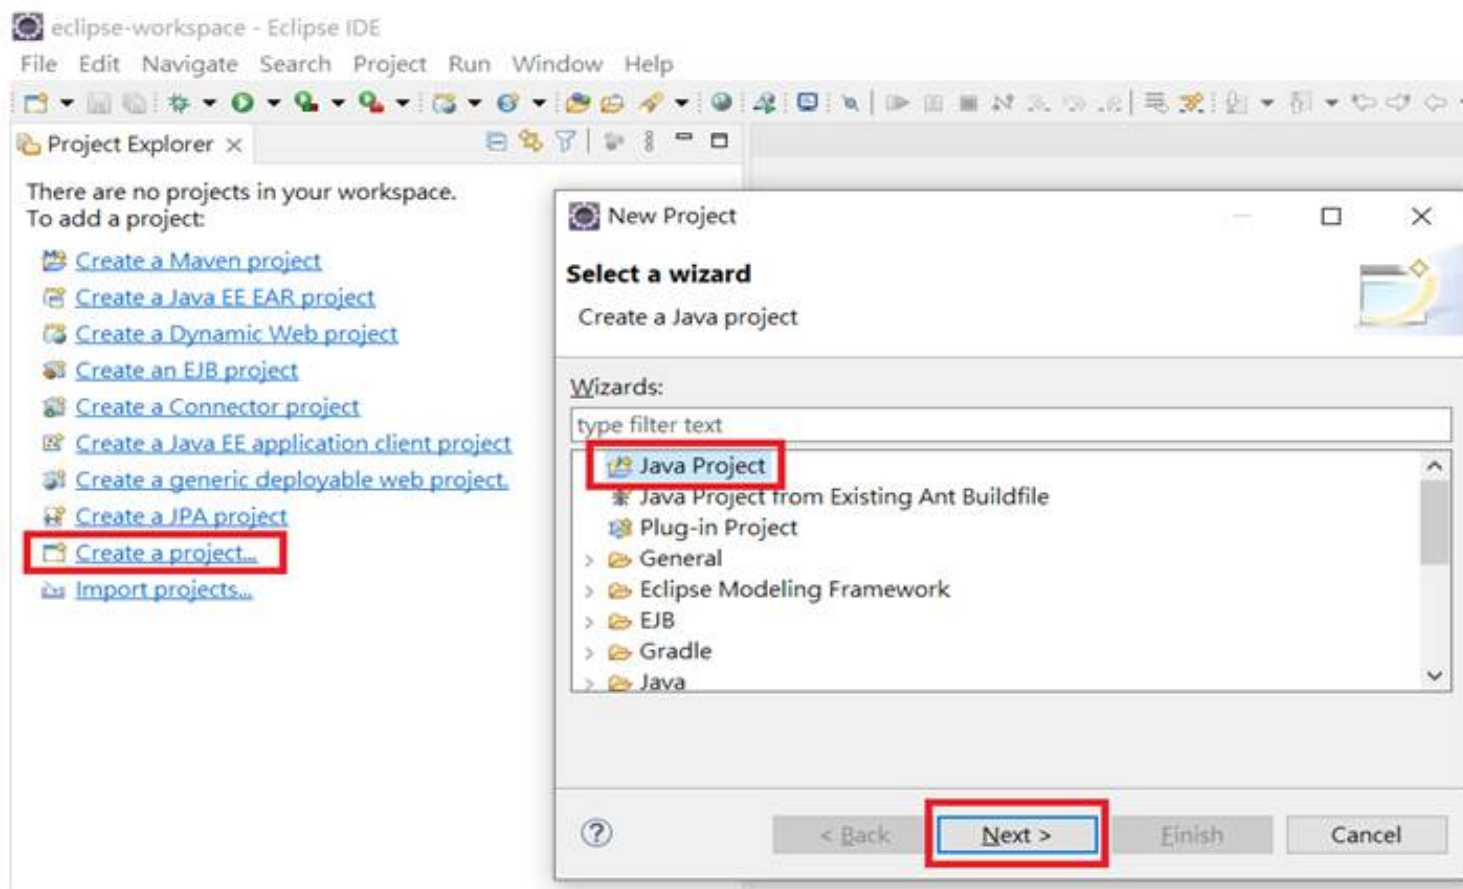 eclipse-workspace - Eclipse IDE
File Edit Navigate Search Project Run Window Help
Project Explorer
There are no projects in your workspace.
To add a project:
Create a Maven project
Create a Java EE EAR project
Create a Dynamic Web project
Create an EJB project
Create a Connector project
Create a Java EE application client project
Create a generic deployable web project.
Create a JPA project
Create a project...
Import projects...
New Project
Select a wizard
Create a Java project
Wizards:
type filter text
Java Project
Java Project from Existing Ant Buildfile
Plug-in Project
General
Eclipse Modeling Framework
EJB
Gradle
Java
< Back Next > Finish Cancel